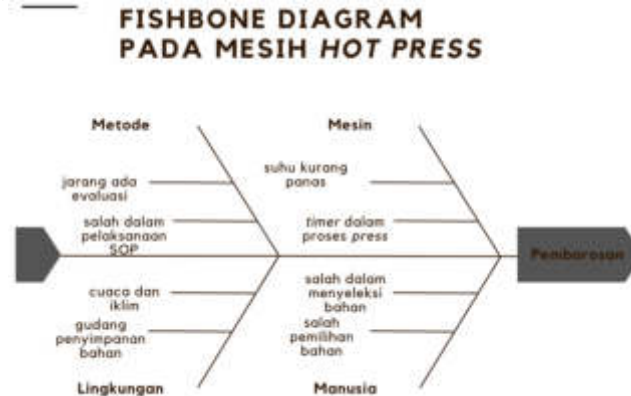 FISHBONE DIAGRAM
PADA MESIH HOT PRESS
Metode
Mesin
jarang ada
evaluasi
suhu kurang
panas
salah dalam
pelaksanaan
SOP
timer dalam
proses press
Pemborosan
cuaca dan
iklim
salah dalam
menyeleksi
bahan
gudang
penyimpanan
bahan
salah
pemilihan
bahan
Lingkungan
Manusia